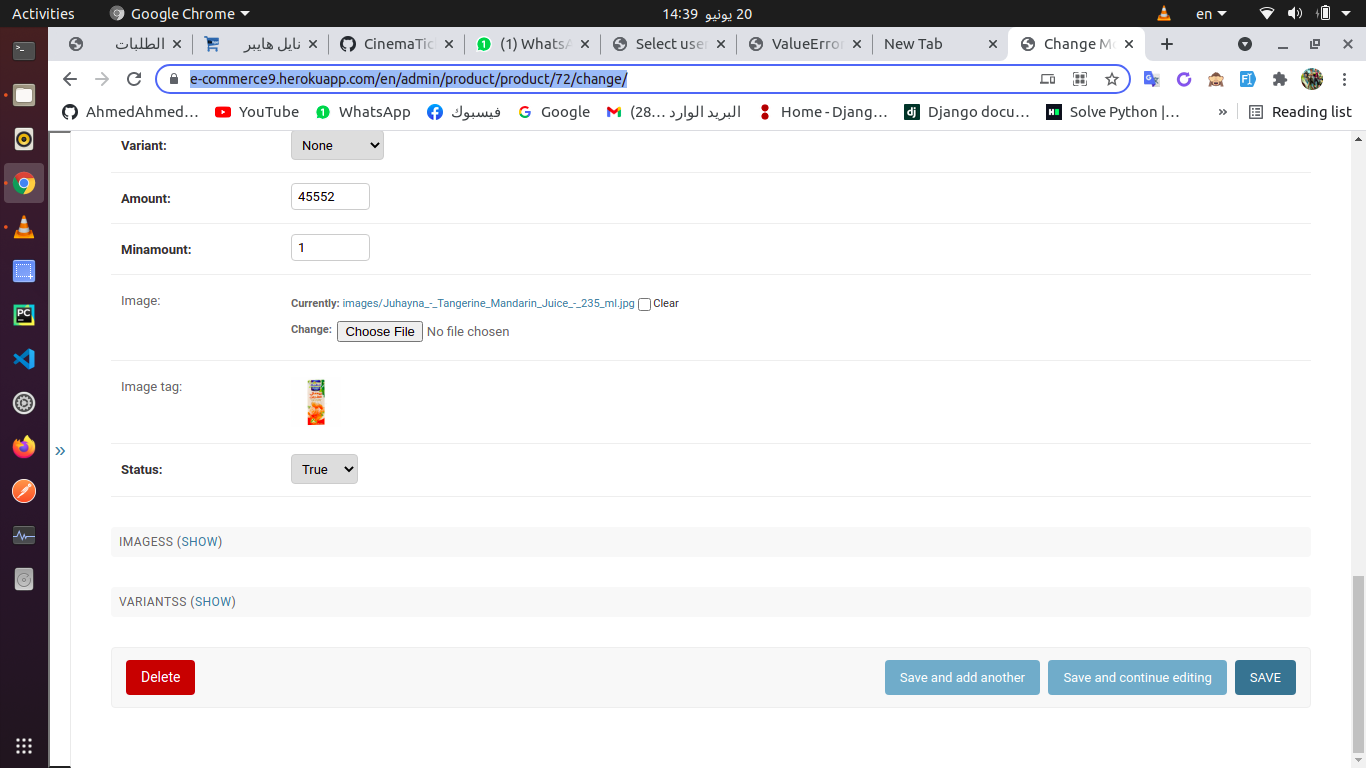 Activities
Google Chrome
20 يونيو 14:39
en
الطلبات
نايل هايبر
CinemaTic
(1) WhatsA
Select user
ValueError
New Tab
Change Mo
e-commerce9.herokuapp.com/en/admin/product/product/72/change/
AhmedAhmed...
YouTube
WhatsApp
فيسبوك
Google
البريد الوارد ...28)
Home - Djang...
Django docu...
Solve Python |...
»
Reading list
Variant:
None
Amount:
45552
Minamount:
1
Image:
Currently: images/Juhayna_-_Tangerine_Mandarin_Juice_-_235_ml.jpg Clear
Change: Choose File No file chosen
Image tag:
»
Status:
True
IMAGESS (SHOW)
VARIANTSS (SHOW)
Delete
Save and add another
Save and continue editing
SAVE